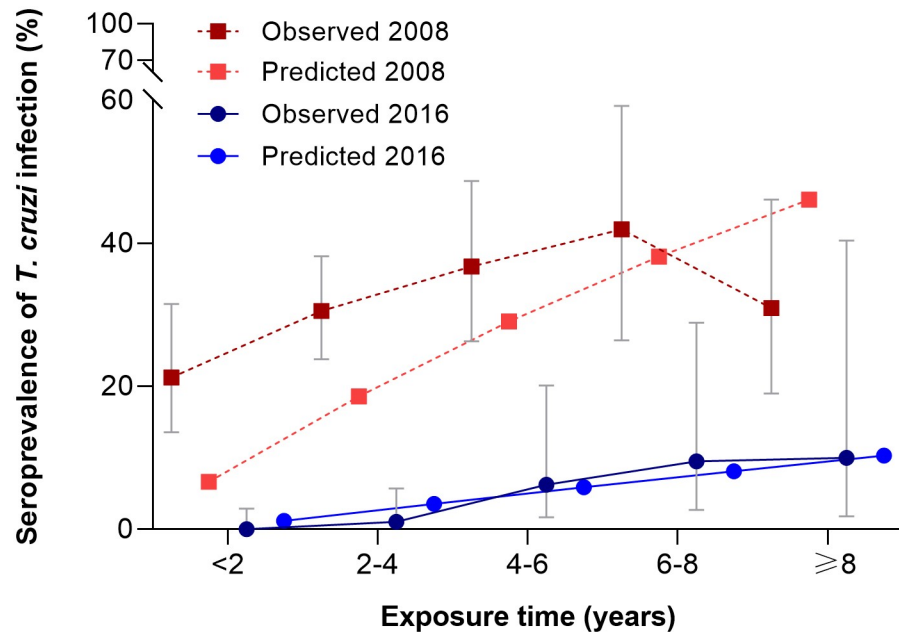 Seroprevalence of T. cruzi infection (%)
100
70
60
40
20
0
Observed 2008
Predicted 2008
Observed 2016
Predicted 2016
<2
2-4
4-6
6-8
⩾8
Exposure time (years)